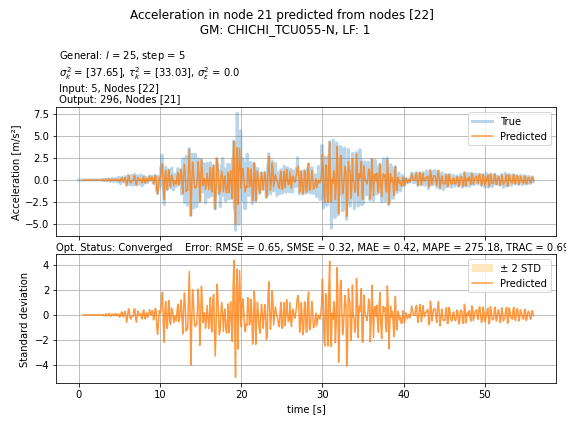 Acceleration in node 21 predicted from nodes [22]
GM: CHICHI_TCU055-N, LF: 1
General: l = 25, step = 5
σ²ₖ = [37.65], τ²ₖ = [33.03], σ²ε = 0.0
Input: 5, Nodes [22]
Output: 296, Nodes [21]
Acceleration [m/s²]
7.5
5.0
2.5
0.0
−2.5
−5.0
True
Predicted
Opt. Status: Converged Error: RMSE = 0.65, SMSE = 0.32, MAE = 0.42, MAPE = 275.18, TRAC = 0.69
Standard deviation
4
2
0
−2
−4
± 2 STD
Predicted
0 10 20 30 40 50
time [s]